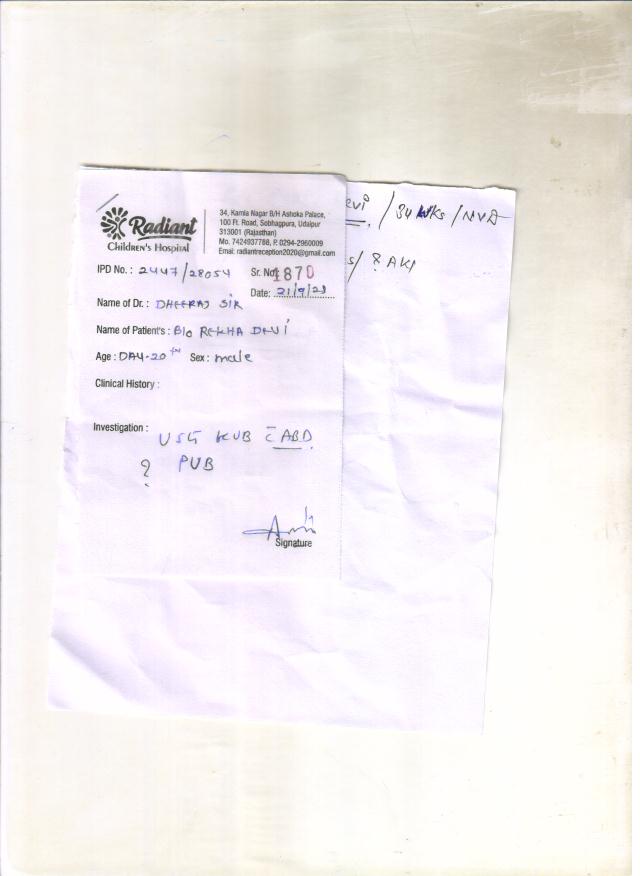 Radiant
Children's Hospital
34, Kamla Nagar B/H Ashoka Palace,
100 Ft. Road, Sobhagpura, Udaipur
313001 (Rajasthan)
Mo. 7424937788, P. 0294-2960009
Emai: radiantreception2020@gmail.com
IPD No. : 2447/28054
Sr. No. 1870
Date: 21/9/23
Name of Dr. : DHEERAJ SIR
Name of Patient's : B/o REKHA DEVI
Age : DAY-20 Sex : male
Clinical History :
Investigation :
USG KUB c̄ ABD
? PUB
Signature
/ 34 WKs / NVD
s/ ? AKI